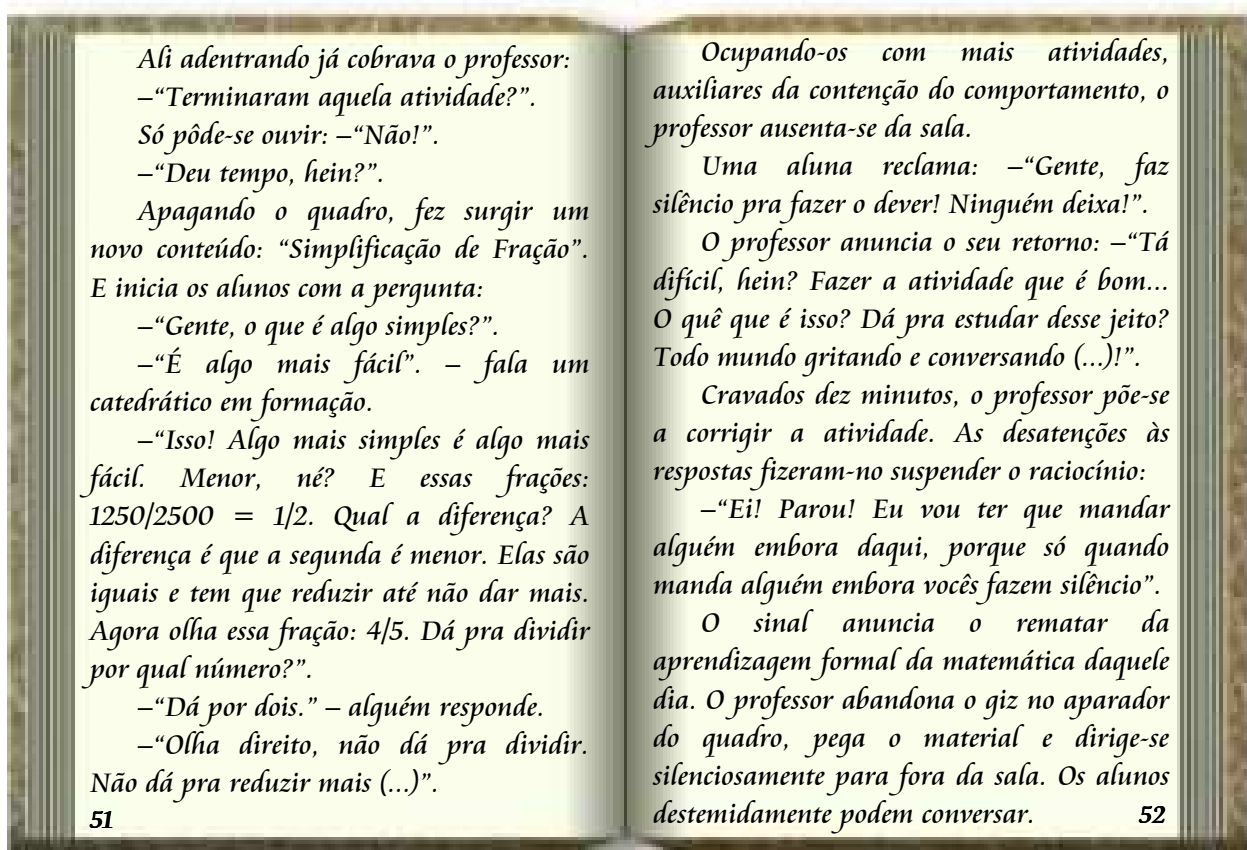 Ali adentrando já cobrava o professor:
–“Terminaram aquela atividade?”.
Só pôde-se ouvir: –“Não!”.
–“Deu tempo, hein?”.
Apagando o quadro, fez surgir um
novo conteúdo: “Simplificação de Fração”.
E inicia os alunos com a pergunta:
–“Gente, o que é algo simples?”.
–“É algo mais fácil”. – fala um
catedrático em formação.
–“Isso! Algo mais simples é algo mais
fácil. Menor, né? E essas frações:
1250/2500 = 1/2. Qual a diferença? A
diferença é que a segunda é menor. Elas são
iguais e tem que reduzir até não dar mais.
Agora olha essa fração: 4/5. Dá pra dividir
por qual número?”.
–“Dá por dois.” – alguém responde.
–“Olha direito, não dá pra dividir.
Não dá pra reduzir mais (...)”.
51
Ocupando-os com mais atividades,
auxiliares da contenção do comportamento, o
professor ausenta-se da sala.
Uma aluna reclama: –“Gente, faz
silêncio pra fazer o dever! Ninguém deixa!”.
O professor anuncia o seu retorno: –“Tá
difícil, hein? Fazer a atividade que é bom...
O quê que é isso? Dá pra estudar desse jeito?
Todo mundo gritando e conversando (...)!”.
Cravados dez minutos, o professor põe-se
a corrigir a atividade. As desatenções às
respostas fizeram-no suspender o raciocínio:
–“Ei! Parou! Eu vou ter que mandar
alguém embora daqui, porque só quando
manda alguém embora vocês fazem silêncio”.
O sinal anuncia o rematar da
aprendizagem formal da matemática daquele
dia. O professor abandona o giz no aparador
do quadro, pega o material e dirige-se
silenciosamente para fora da sala. Os alunos
destemidamente podem conversar.
52